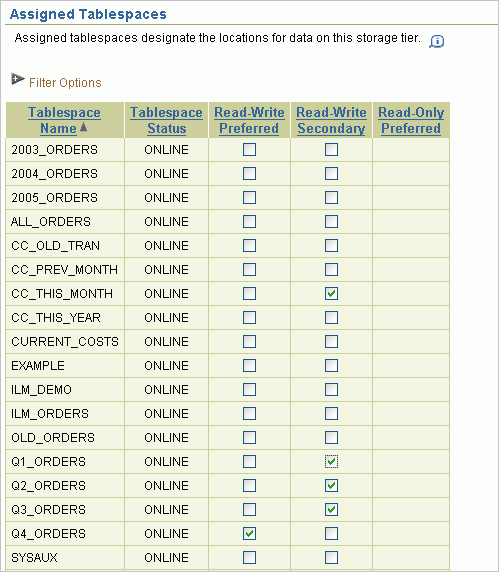 Assigned Tablespaces
Assigned tablespaces designate the locations for data on this storage tier.
Filter Options
Tablespace Name Tablespace Status Read-Write Preferred Read-Write Secondary Read-Only Preferred
2003_ORDERS ONLINE
2004_ORDERS ONLINE
2005_ORDERS ONLINE
ALL_ORDERS ONLINE
CC_OLD_TRAN ONLINE
CC_PREV_MONTH ONLINE
CC_THIS_MONTH ONLINE
CC_THIS_YEAR ONLINE
CURRENT_COSTS ONLINE
EXAMPLE ONLINE
ILM_DEMO ONLINE
ILM_ORDERS ONLINE
OLD_ORDERS ONLINE
Q1_ORDERS ONLINE
Q2_ORDERS ONLINE
Q3_ORDERS ONLINE
Q4_ORDERS ONLINE
SYSAUX ONLINE